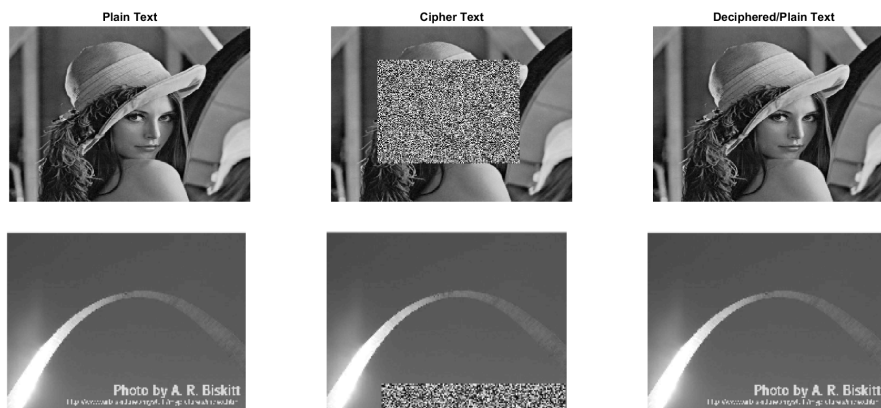 Plain Text
Cipher Text
Deciphered/Plain Text
Photo by A. R. Biskitt
Photo by A. R. Biskitt